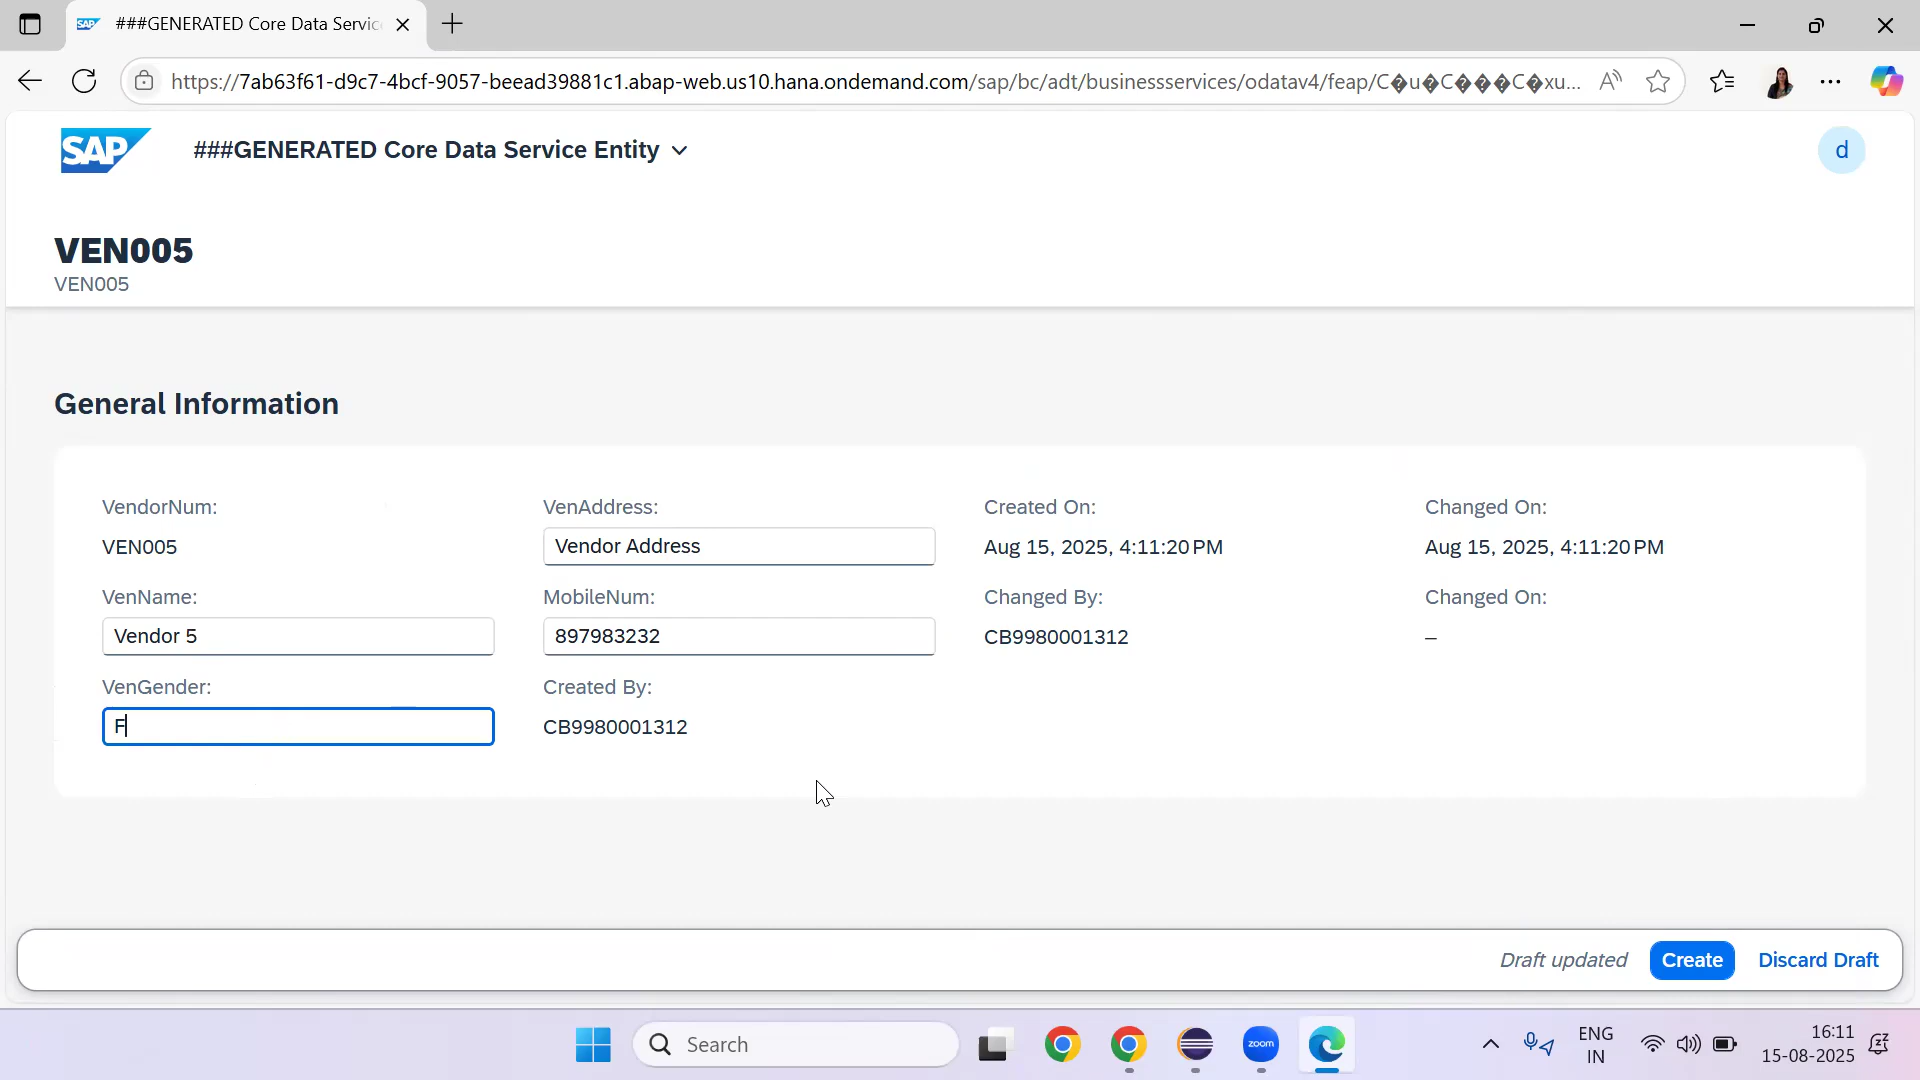 SAP ###GENERATED Core Data Servic
https://7ab63f61-d9c7-4bcf-9057-beead39881c1.abap-web.us10.hana.ondemand.com/sap/bc/adt/businessservices/odatav4/feap/C�u�C���C�xu...
SAP ###GENERATED Core Data Service Entity d
VEN005
VEN005
General Information
VendorNum: VenAddress: Created On: Changed On:
VEN005 Vendor Address Aug 15, 2025, 4:11:20 PM Aug 15, 2025, 4:11:20 PM
VenName: MobileNum: Changed By: Changed On:
Vendor 5 897983232 CB9980001312 –
VenGender: Created By:
F CB9980001312
Draft updated Create Discard Draft
Search zoom ENG 16:11
IN 15-08-2025